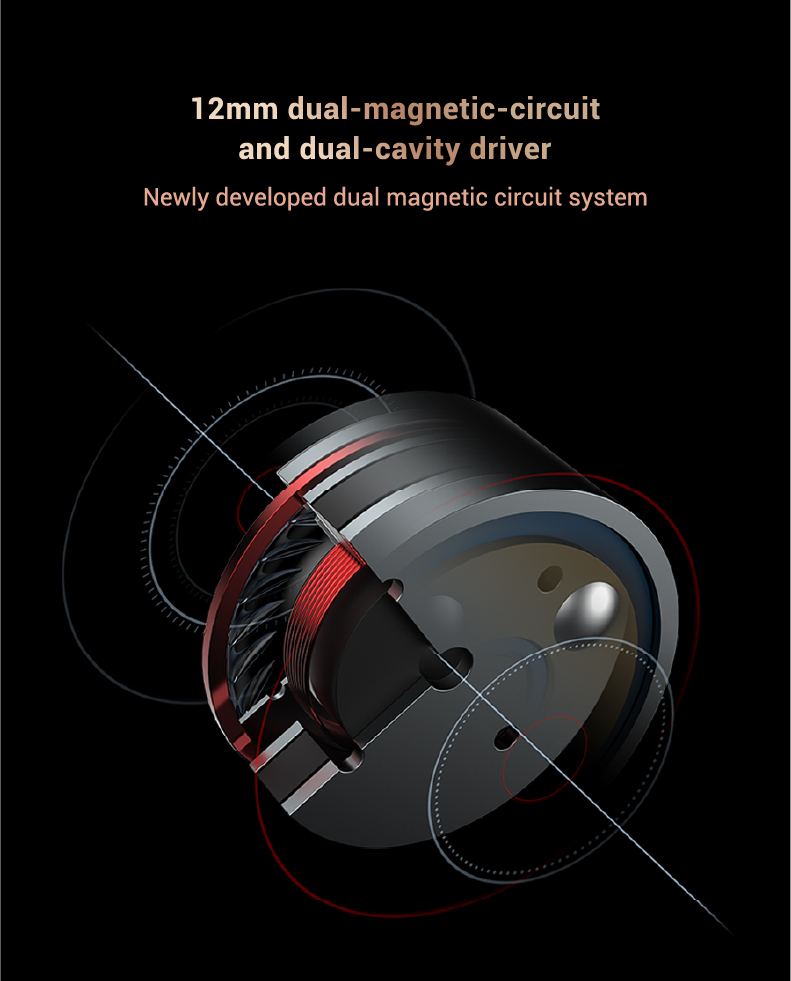 12mm dual-magnetic-circuit
and dual-cavity driver
Newly developed dual magnetic circuit system